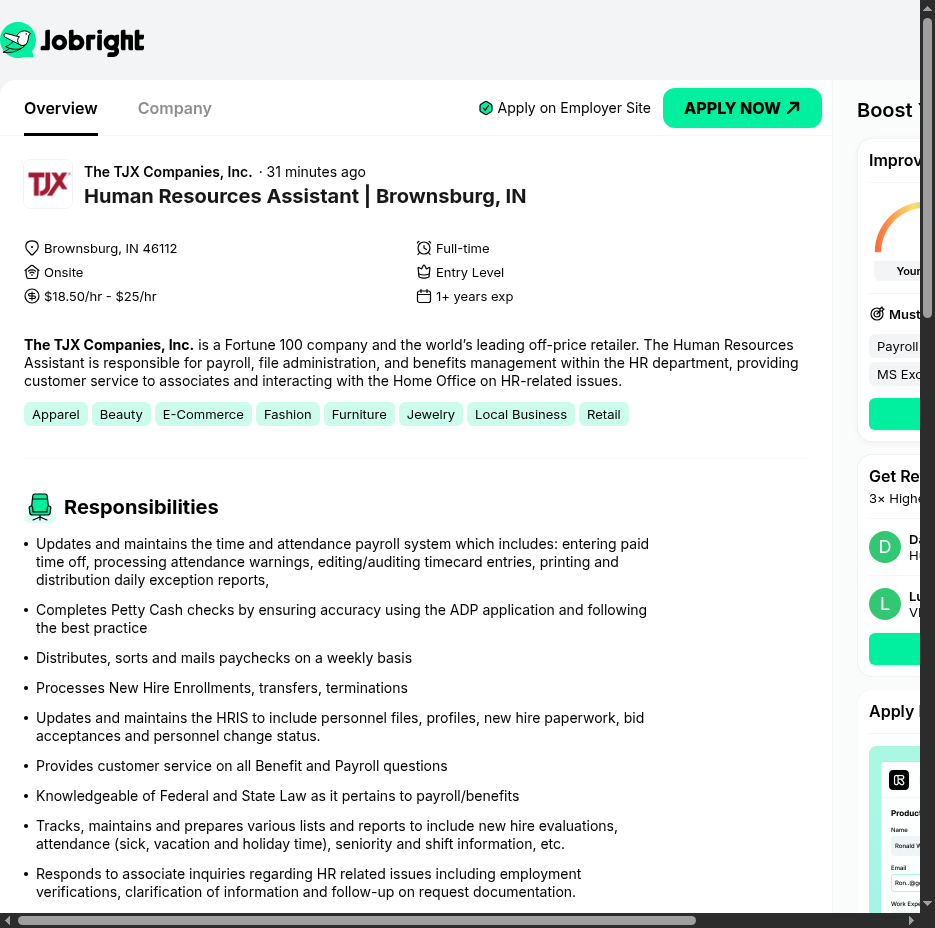 Jobright
Overview
Company
Apply on Employer Site
APPLY NOW
TJX
The TJX Companies, Inc. · 31 minutes ago
Human Resources Assistant | Brownsburg, IN
Brownsburg, IN 46112
Full-time
Onsite
Entry Level
$18.50/hr - $25/hr
1+ years exp
The TJX Companies, Inc. is a Fortune 100 company and the world's leading off-price retailer. The Human Resources
Assistant is responsible for payroll, file administration, and benefits management within the HR department, providing
customer service to associates and interacting with the Home Office on HR-related issues.
Apparel
Beauty
E-Commerce
Fashion
Furniture
Jewelry
Local Business
Retail
Responsibilities
• Updates and maintains the time and attendance payroll system which includes: entering paid
time off, processing attendance warnings, editing/auditing timecard entries, printing and
distribution daily exception reports,
• Completes Petty Cash checks by ensuring accuracy using the ADP application and following
the best practice
• Distributes, sorts and mails paychecks on a weekly basis
• Processes New Hire Enrollments, transfers, terminations
• Updates and maintains the HRIS to include personnel files, profiles, new hire paperwork, bid
acceptances and personnel change status.
• Provides customer service on all Benefit and Payroll questions
• Knowledgeable of Federal and State Law as it pertains to payroll/benefits
• Tracks, maintains and prepares various lists and reports to include new hire evaluations,
attendance (sick, vacation and holiday time), seniority and shift information, etc.
• Responds to associate inquiries regarding HR related issues including employment
verifications, clarification of information and follow-up on request documentation.
Boost
Your
Must
Payroll
MS
Get
3×
D
L
Apply
Name
Ronald
Email
Work